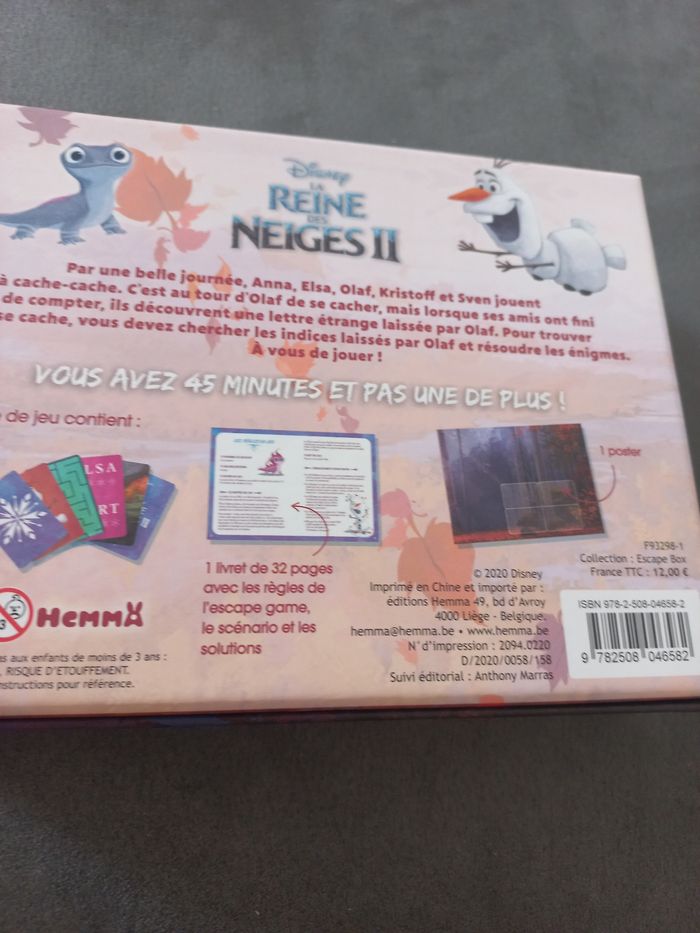 Disney
LA
REINE
DES
NEIGES II
Par une belle journée, Anna, Elsa, Olaf, Kristoff et Sven jouent
à cache-cache. C'est au tour d'Olaf de se cacher, mais lorsque ses amis ont fini
de compter, ils découvrent une lettre étrange laissée par Olaf. Pour trouver
se cache, vous devez chercher les indices laissés par Olaf et résoudre les énigmes.
À vous de jouer !
VOUS AVEZ 45 MINUTES ET PAS UNE DE PLUS !
de jeu contient :
LSA
RT
1 poster
1 livret de 32 pages
avec les règles de
l'escape game,
le scénario et les
solutions
F93298-1
Collection : Escape Box
France TTC : 12,00 €
© 2020 Disney
Imprimé en Chine et importé par :
éditions Hemma 49, bd d'Avroy
4000 Liège - Belgique.
hemma@hemma.be • www.hemma.be
N° d'impression : 2094.0220
D/2020/0058/158
Suivi éditorial : Anthony Marras
ISBN 978-2-508-04658-2
9 782508 046582
HEMMA
aux enfants de moins de 3 ans :
RISQUE D'ETOUFFEMENT.
instructions pour référence.